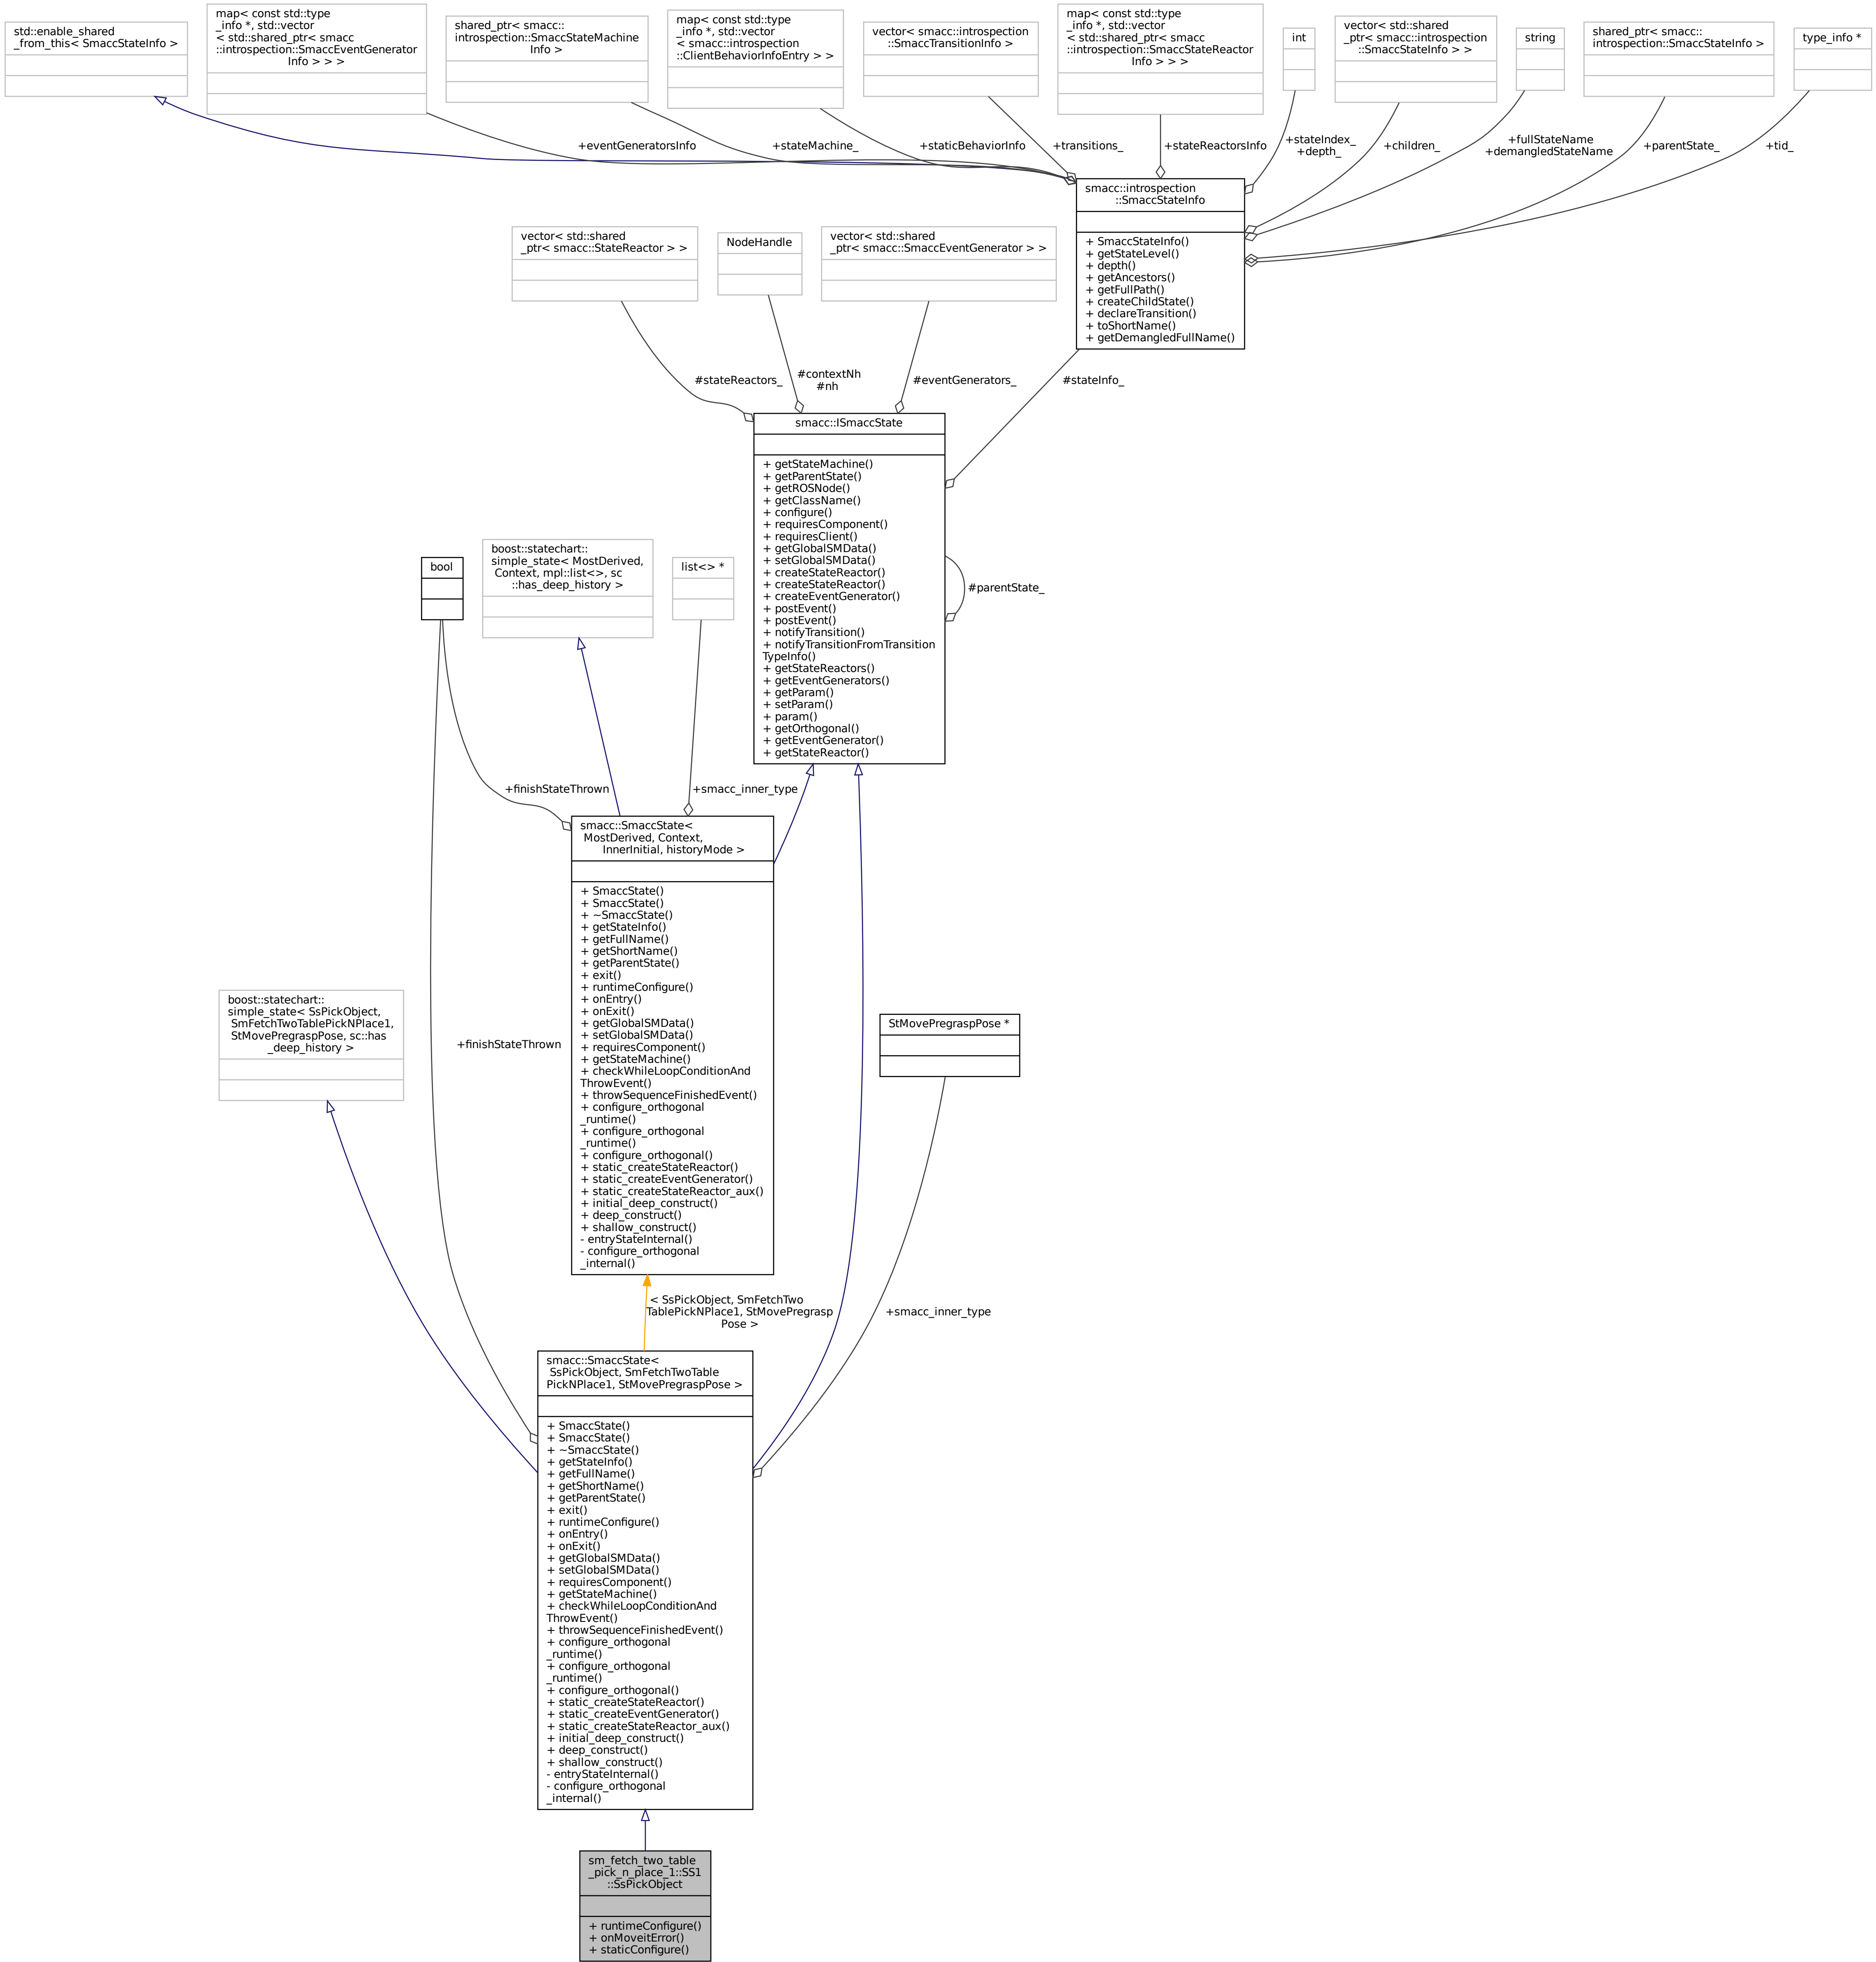 std::enable_shared
_from_this< SmaccStateInfo >
map< const std::type
_info *, std::vector
< std::shared_ptr< smacc
::introspection::SmaccEventGenerator
Info > > >
shared_ptr< smacc::
introspection::SmaccStateMachine
Info >
map< const std::type
_info *, std::vector
< smacc::introspection
::ClientBehaviorInfoEntry > >
vector< smacc::introspection
::SmaccTransitionInfo >
map< const std::type
_info *, std::vector
< std::shared_ptr< smacc
::introspection::SmaccStateReactor
Info > > >
int
vector< std::shared
_ptr< smacc::introspection
::SmaccStateInfo > >
string
shared_ptr< smacc::
introspection::SmaccStateInfo >
type_info *
+eventGeneratorsInfo
+stateMachine_
+staticBehaviorInfo
+transitions_
+stateReactorsInfo
+stateIndex_
+depth_
+children_
+fullStateName
+demangledStateName
+parentState_
+tid_
smacc::introspection
::SmaccStateInfo
+ SmaccStateInfo()
+ getStateLevel()
+ depth()
+ getAncestors()
+ getFullPath()
+ createChildState()
+ declareTransition()
+ toShortName()
+ getDemangledFullName()
vector< std::shared
_ptr< smacc::StateReactor > >
NodeHandle
vector< std::shared
_ptr< smacc::SmaccEventGenerator > >
#stateReactors_
#contextNh
#nh
#eventGenerators_
#stateInfo_
smacc::ISmaccState
+ getStateMachine()
+ getParentState()
+ getROSNode()
+ getClassName()
+ configure()
+ requiresComponent()
+ requiresClient()
+ getGlobalSMData()
+ setGlobalSMData()
+ createStateReactor()
+ createStateReactor()
+ createEventGenerator()
+ postEvent()
+ postEvent()
+ notifyTransition()
+ notifyTransitionFromTransition
TypeInfo()
+ getStateReactors()
+ getEventGenerators()
+ getParam()
+ setParam()
+ param()
+ getOrthogonal()
+ getEventGenerator()
+ getStateReactor()
#parentState_
bool
boost::statechart::
simple_state< MostDerived,
Context, mpl::list<>, sc
::has_deep_history >
list<> *
+finishStateThrown
+smacc_inner_type
smacc::SmaccState<
MostDerived, Context,
InnerInitial, historyMode >
+ SmaccState()
+ SmaccState()
+ ~SmaccState()
+ getStateInfo()
+ getFullName()
+ getShortName()
+ getParentState()
+ exit()
+ runtimeConfigure()
+ onEntry()
+ onExit()
+ getGlobalSMData()
+ setGlobalSMData()
+ requiresComponent()
+ getStateMachine()
+ checkWhileLoopConditionAnd
ThrowEvent()
+ throwSequenceFinishedEvent()
+ configure_orthogonal
_runtime()
+ configure_orthogonal
_runtime()
+ configure_orthogonal()
+ static_createStateReactor()
+ static_createEventGenerator()
+ static_createStateReactor_aux()
+ initial_deep_construct()
+ deep_construct()
+ shallow_construct()
- entryStateInternal()
- configure_orthogonal
_internal()
boost::statechart::
simple_state< SsPickObject,
SmFetchTwoTablePickNPlace1,
StMovePregraspPose, sc::has
_deep_history >
+finishStateThrown
StMovePregraspPose *
< SsPickObject, SmFetchTwo
TablePickNPlace1, StMovePregrasp
Pose >
+smacc_inner_type
smacc::SmaccState<
SsPickObject, SmFetchTwoTable
PickNPlace1, StMovePregraspPose >
+ SmaccState()
+ SmaccState()
+ ~SmaccState()
+ getStateInfo()
+ getFullName()
+ getShortName()
+ getParentState()
+ exit()
+ runtimeConfigure()
+ onEntry()
+ onExit()
+ getGlobalSMData()
+ setGlobalSMData()
+ requiresComponent()
+ getStateMachine()
+ checkWhileLoopConditionAnd
ThrowEvent()
+ throwSequenceFinishedEvent()
+ configure_orthogonal
_runtime()
+ configure_orthogonal
_runtime()
+ configure_orthogonal()
+ static_createStateReactor()
+ static_createEventGenerator()
+ static_createStateReactor_aux()
+ initial_deep_construct()
+ deep_construct()
+ shallow_construct()
- entryStateInternal()
- configure_orthogonal
_internal()
sm_fetch_two_table
_pick_n_place_1::SS1
::SsPickObject
+ runtimeConfigure()
+ onMoveitError()
+ staticConfigure()